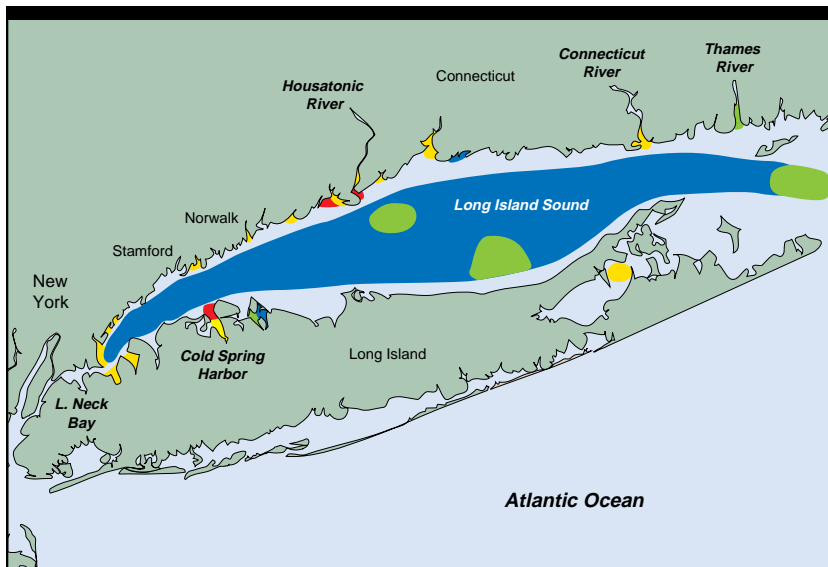 Connecticut
Housatonic
River
Connecticut
River
Thames
River
Long Island Sound
Norwalk
Stamford
New
York
Cold Spring
Harbor
Long Island
L. Neck
Bay
Atlantic Ocean